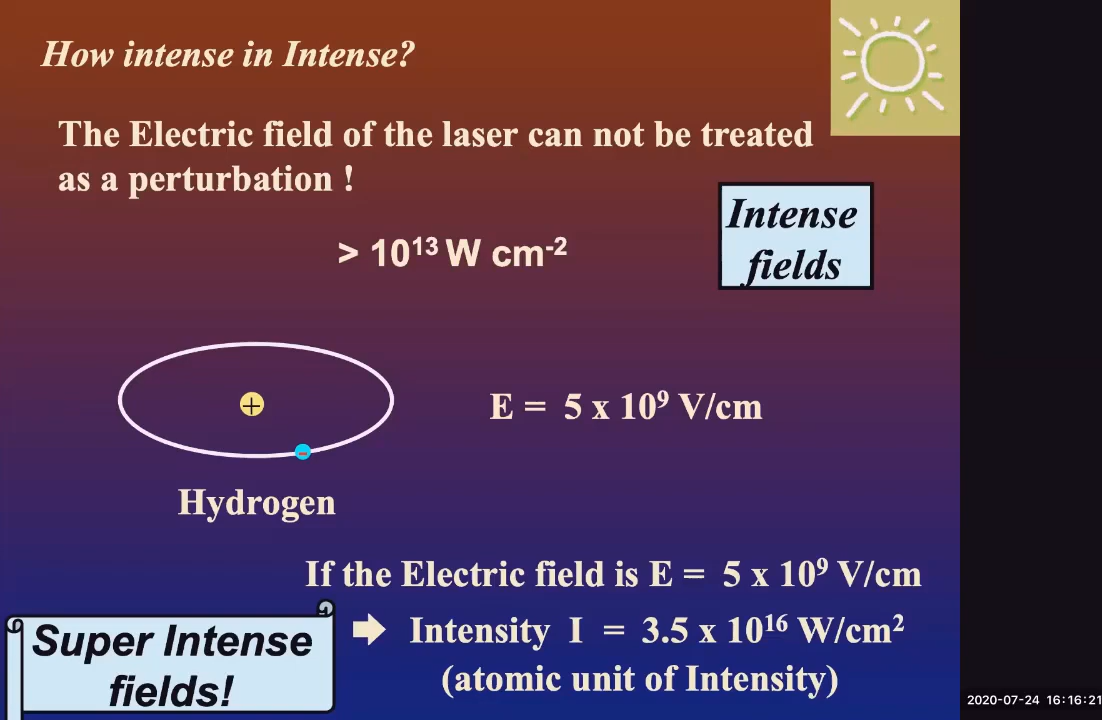 How intense in Intense?
The Electric field of the laser can not be treated
as a perturbation !
Intense
fields
> 10¹³ W cm⁻²
+
E = 5 x 10⁹ V/cm
-
Hydrogen
If the Electric field is E = 5 x 10⁹ V/cm
Super Intense
fields!
➡ Intensity I = 3.5 x 10¹⁶ W/cm²
(atomic unit of Intensity)
2020-07-24 16:16:21